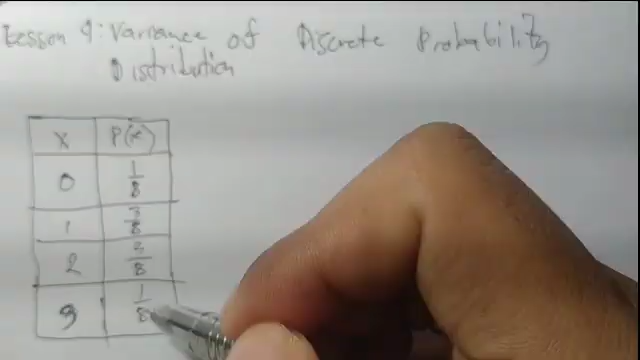 Lesson 9: Variance of Discrete Probability
Distribution
X P(x)
0 1/8
1 3/8
2 3/8
3 1/8